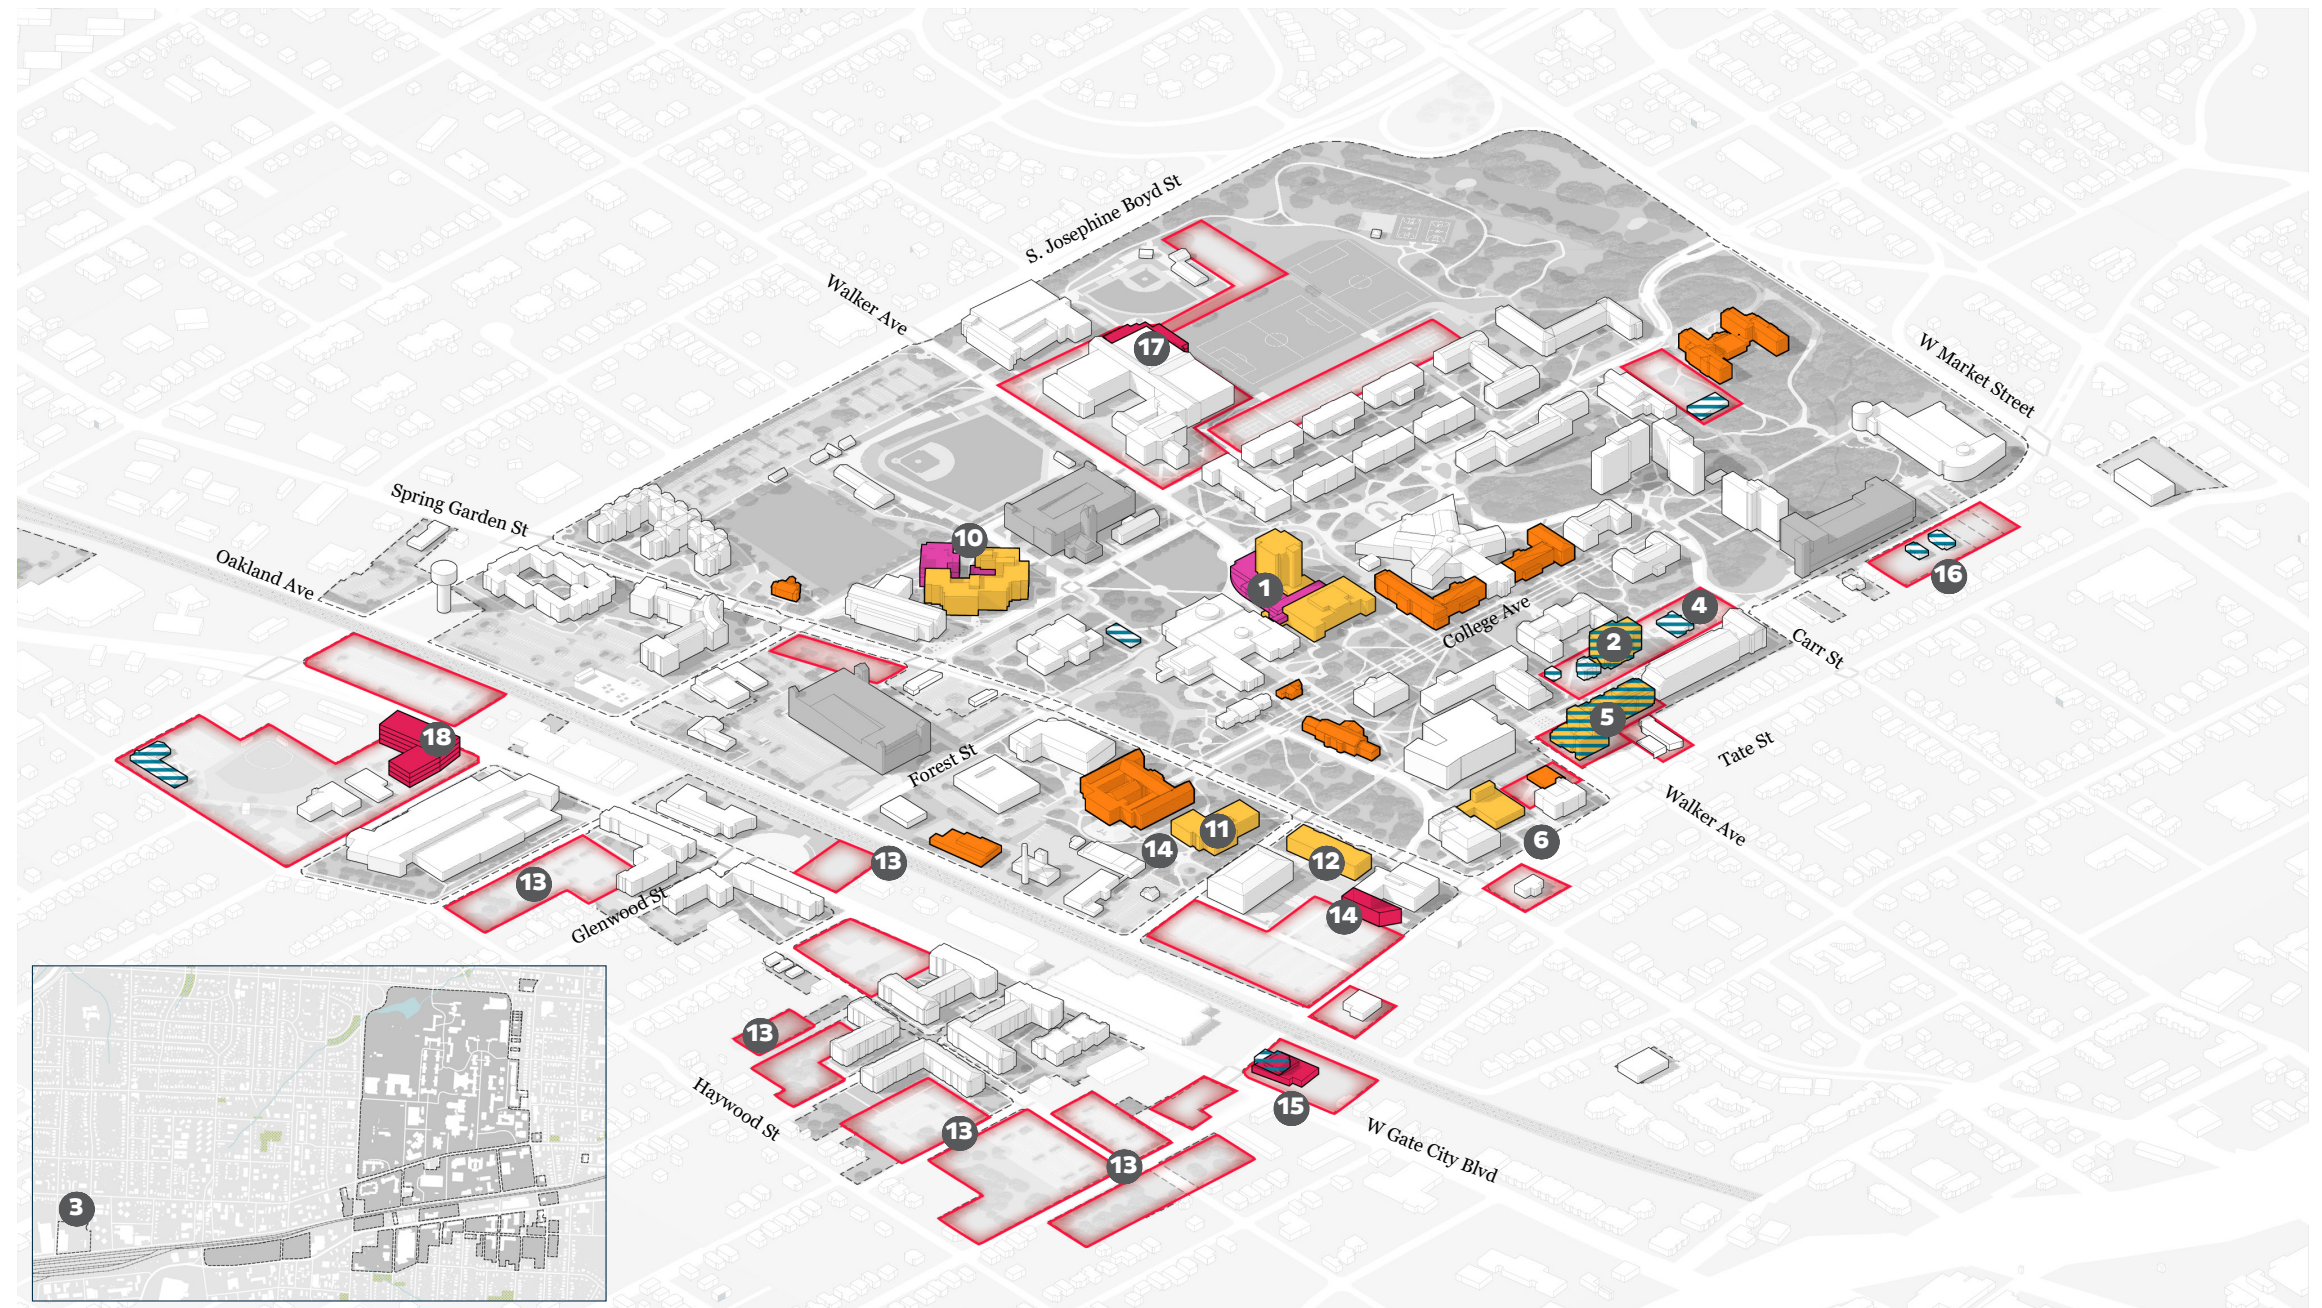 S. Josephine Boyd St
Walker Ave
17
W Market Street
Spring Garden St
10
Oakland Ave
1
16
College Ave
4
2
Carr St
5
18
Tate St
Forest St
Walker Ave
11
14
12
6
13
13
Glenwood St
14
13
Haywood St
15
13
W Gate City Blvd
13
3